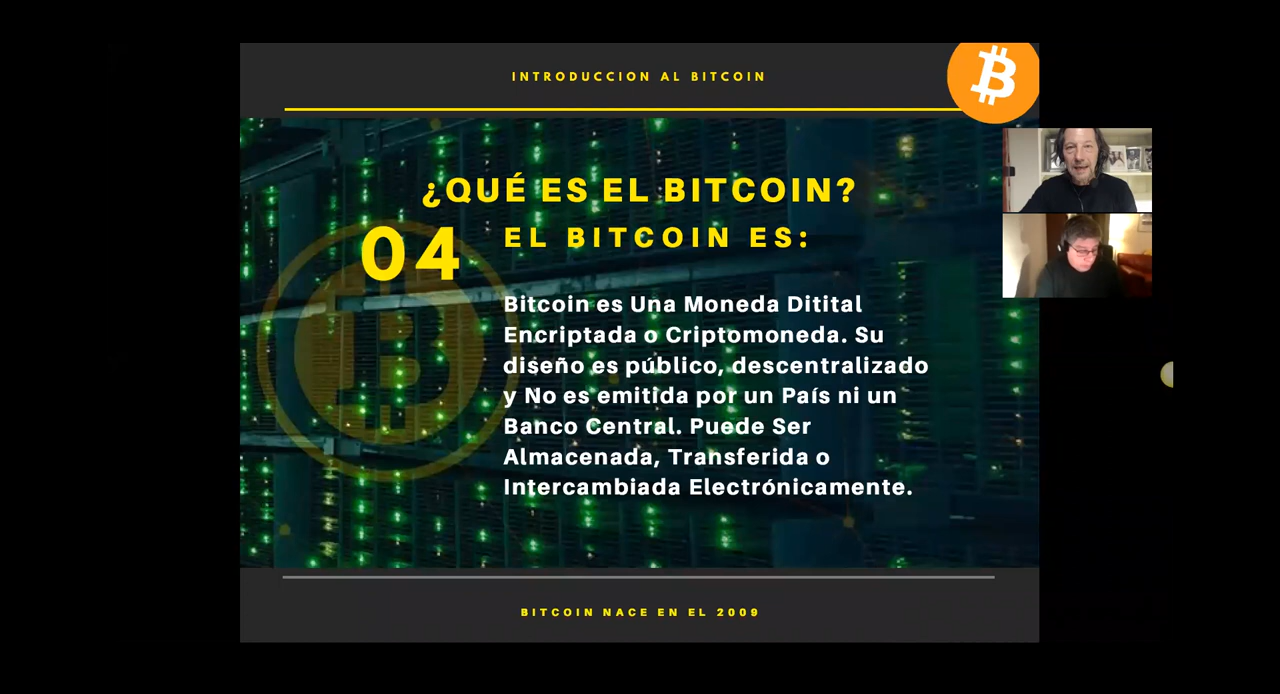 INTRODUCCION AL BITCOIN
¿QUÉ ES EL BITCOIN?
04
EL BITCOIN ES:
Bitcoin es Una Moneda Ditital
Encriptada o Criptomoneda. Su
diseño es público, descentralizado
y No es emitida por un País ni un
Banco Central. Puede Ser
Almacenada, Transferida o
Intercambiada Electrónicamente.
BITCOIN NACE EN EL 2009